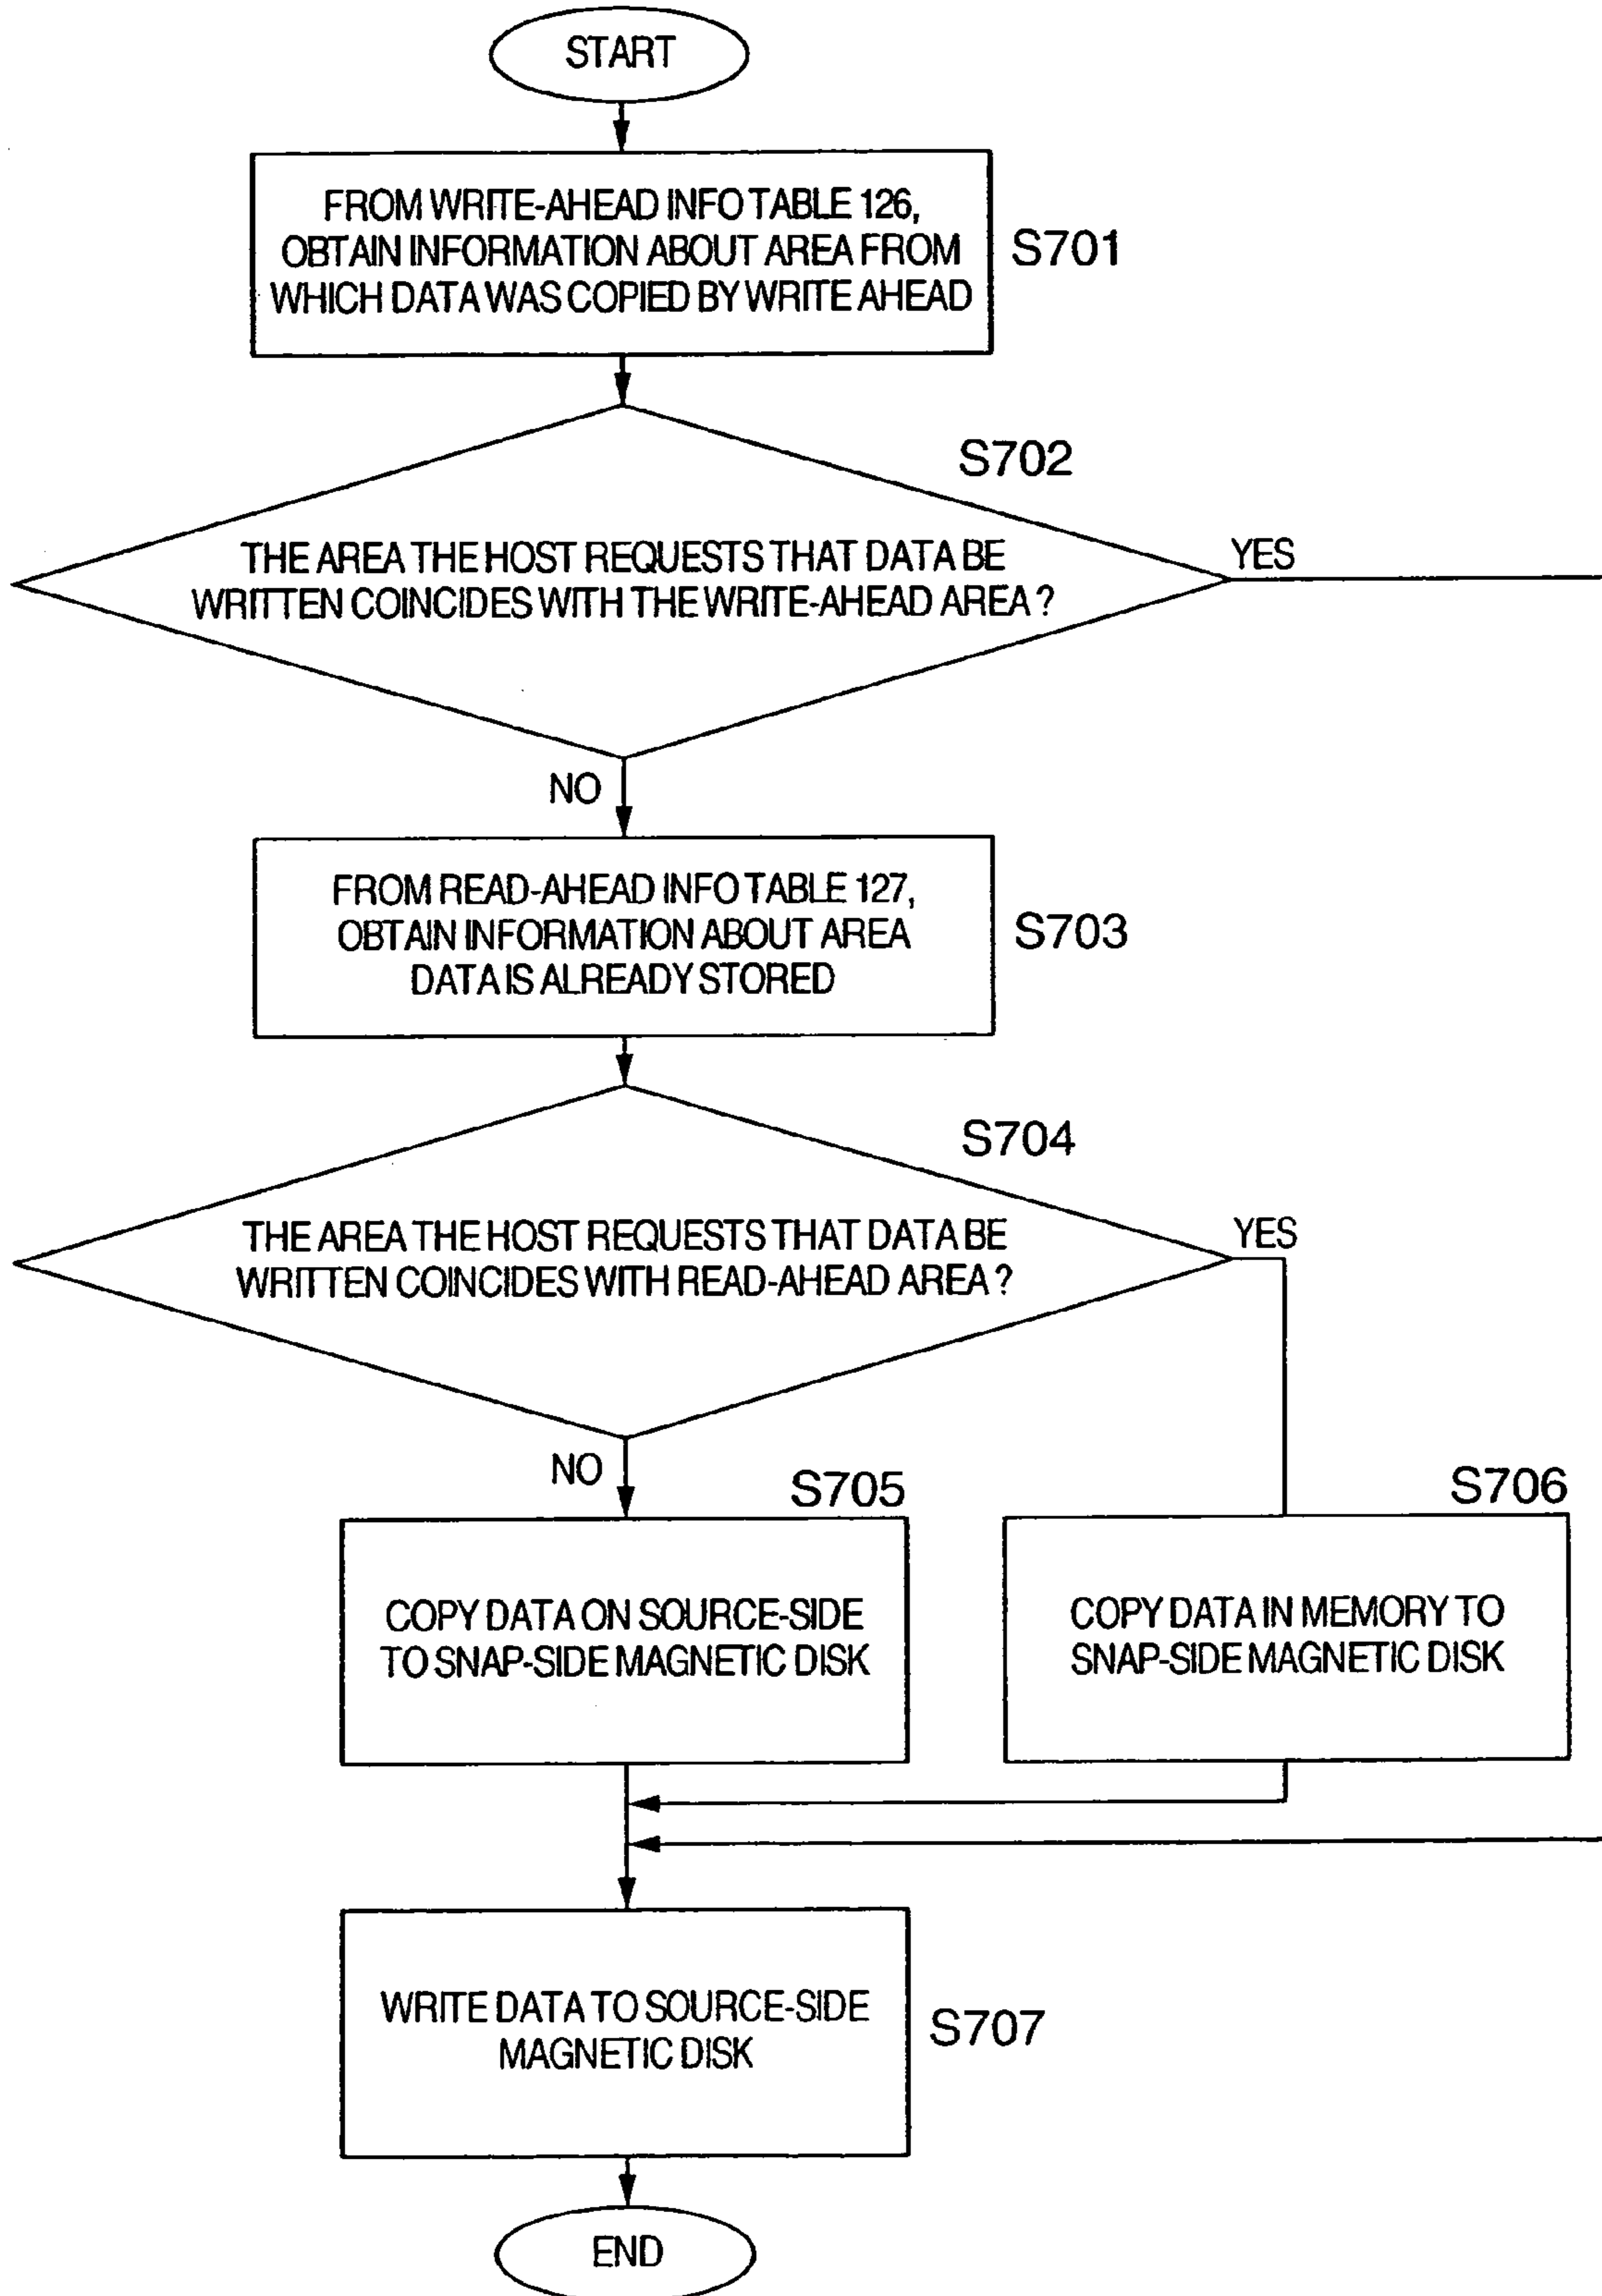 START
FROM WRITE-AHEAD INFO TABLE 126,
OBTAIN INFORMATION ABOUT AREA FROM
WHICH DATA WAS COPIED BY WRITE AHEAD
S701
S702
THE AREA THE HOST REQUESTS THAT DATA BE
WRITTEN COINCIDES WITH THE WRITE-AHEAD AREA ?
YES
NO
FROM READ-AHEAD INFO TABLE 127,
OBTAIN INFORMATION ABOUT AREA
DATA IS ALREADY STORED
S703
S704
THE AREA THE HOST REQUESTS THAT DATA BE
WRITTEN COINCIDES WITH READ-AHEAD AREA ?
YES
NO
S705
COPY DATA ON SOURCE-SIDE
TO SNAP-SIDE MAGNETIC DISK
S706
COPY DATA IN MEMORY TO
SNAP-SIDE MAGNETIC DISK
WRITE DATA TO SOURCE-SIDE
MAGNETIC DISK
S707
END